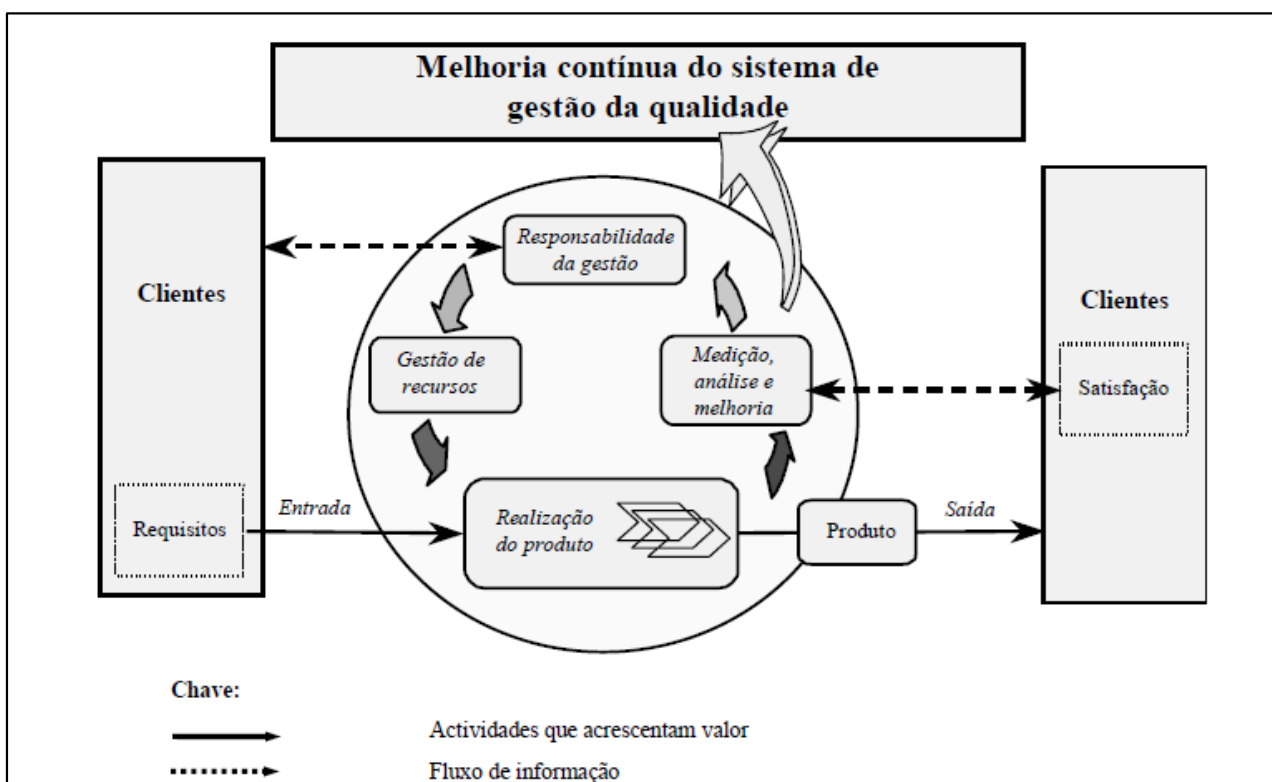 Melhoria contínua do sistema de
gestão da qualidade
Clientes
Responsabilidade
da gestão
Clientes
Gestão de
recursos
Medição,
análise e
melhoria
Satisfação
Requisitos
Entrada
Realização
do produto
Produto
Saída
Chave:
Actividades que acrescentam valor
Fluxo de informação